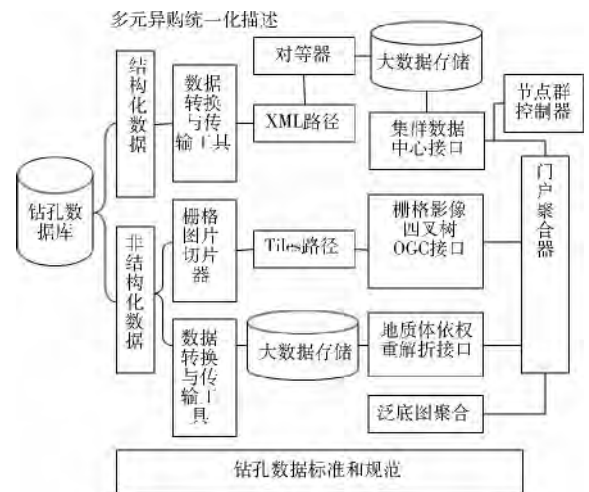 多元异购统一化描述
结
构
化
数
据
数据
转换
与传
输工具
对等器
XML路径
大数据存储
集群数据
中心接口
节点群
控制器
钻孔数
据库
门
户
聚
合
器
非
结
构
化
数
据
栅格
图片
切片
器
Tiles路径
栅格影像
四叉树
OGC接口
数据
转换
与传
输工
具
大数据存储
地质体依权
重解折接口
泛底图聚合
钻孔数据标准和规范